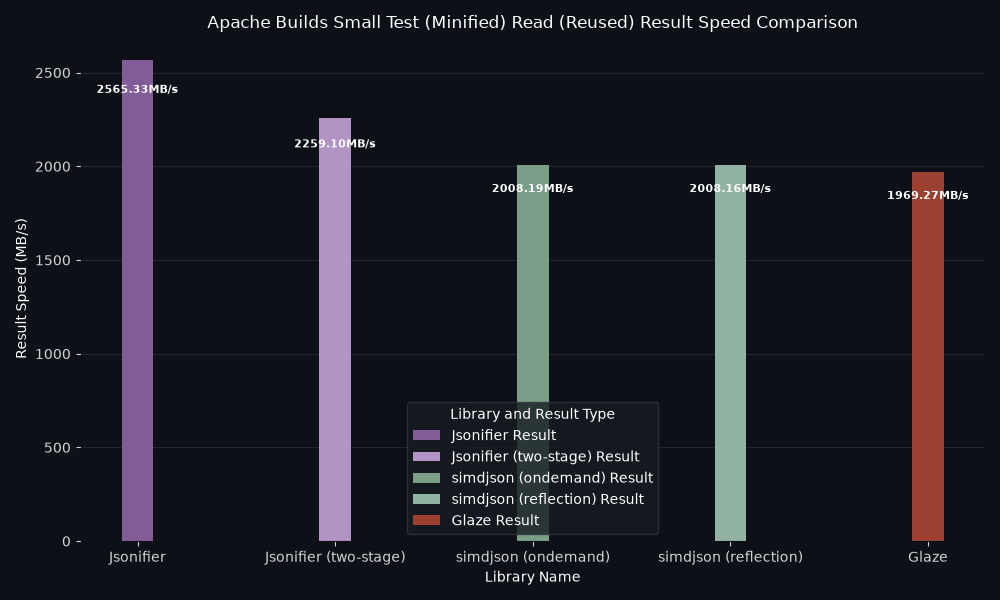 Apache Builds Small Test (Minified) Read (Reused) Result Speed Comparison
Result Speed (MB/s)
2500
2000
1500
1000
500
0
2565.33MB/s
2259.10MB/s
2008.19MB/s
2008.16MB/s
1969.27MB/s
Library and Result Type
Jsonifier Result
Jsonifier (two-stage) Result
simdjson (ondemand) Result
simdjson (reflection) Result
Glaze Result
Jsonifier
Jsonifier (two-stage)
simdjson (ondemand)
simdjson (reflection)
Glaze
Library Name